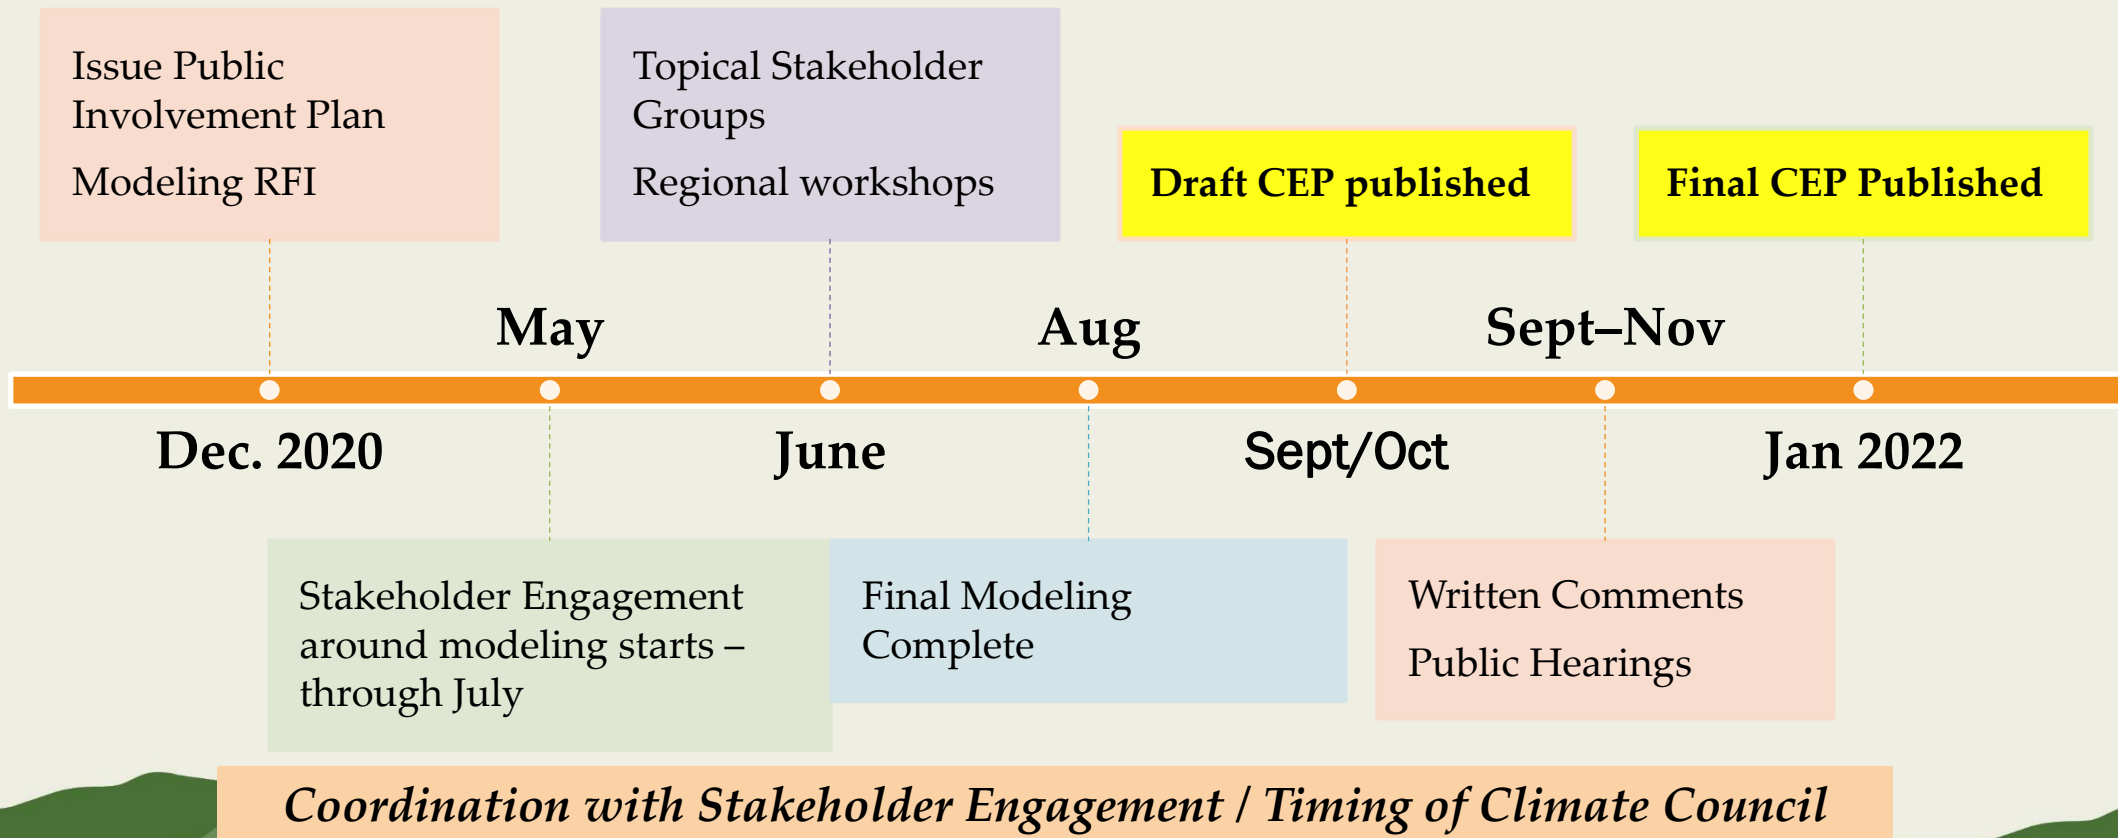 Issue Public
Involvement Plan
Modeling RFI
Topical Stakeholder
Groups
Regional workshops
Draft CEP published
Final CEP Published
May
Aug
Sept–Nov
Dec. 2020
June
Sept/Oct
Jan 2022
Stakeholder Engagement
around modeling starts –
through July
Final Modeling
Complete
Written Comments
Public Hearings
Coordination with Stakeholder Engagement / Timing of Climate Council